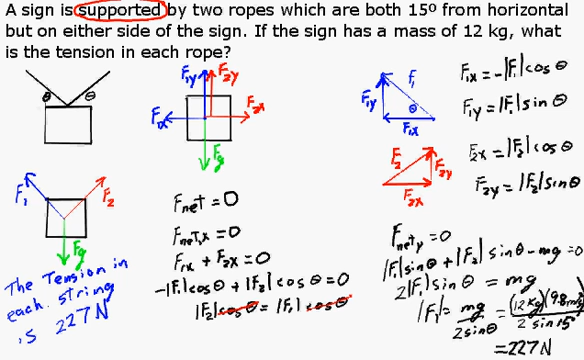 A sign is supported by two ropes which are both 15º from horizontal
but on either side of the sign. If the sign has a mass of 12 kg, what
is the tension in each rope?
θ θ
F1y F2y
F1x F2x
Fg
F1
F1y
θ
F1x
F1x = -|F1|cos θ
F1y = |F1|sin θ
F2
F2y
F2x
F2x = |F2|cos θ
F2y = |F2|sin θ
F1 F2
Fg
The Tension in
each string
is 227N
Fnet = 0
Fnet,x = 0
F1x + F2x = 0
-|F1|cos θ + |F2|cos θ = 0
|F2|cos θ = |F1|cos θ
Fnety = 0
|F1|sin θ + |F2|sin θ - mg = 0
2|F1|sin θ = mg
|F1| = mg/2sin θ = (12 kg)(9.8 m/s²)/2 sin 15°
= 227N